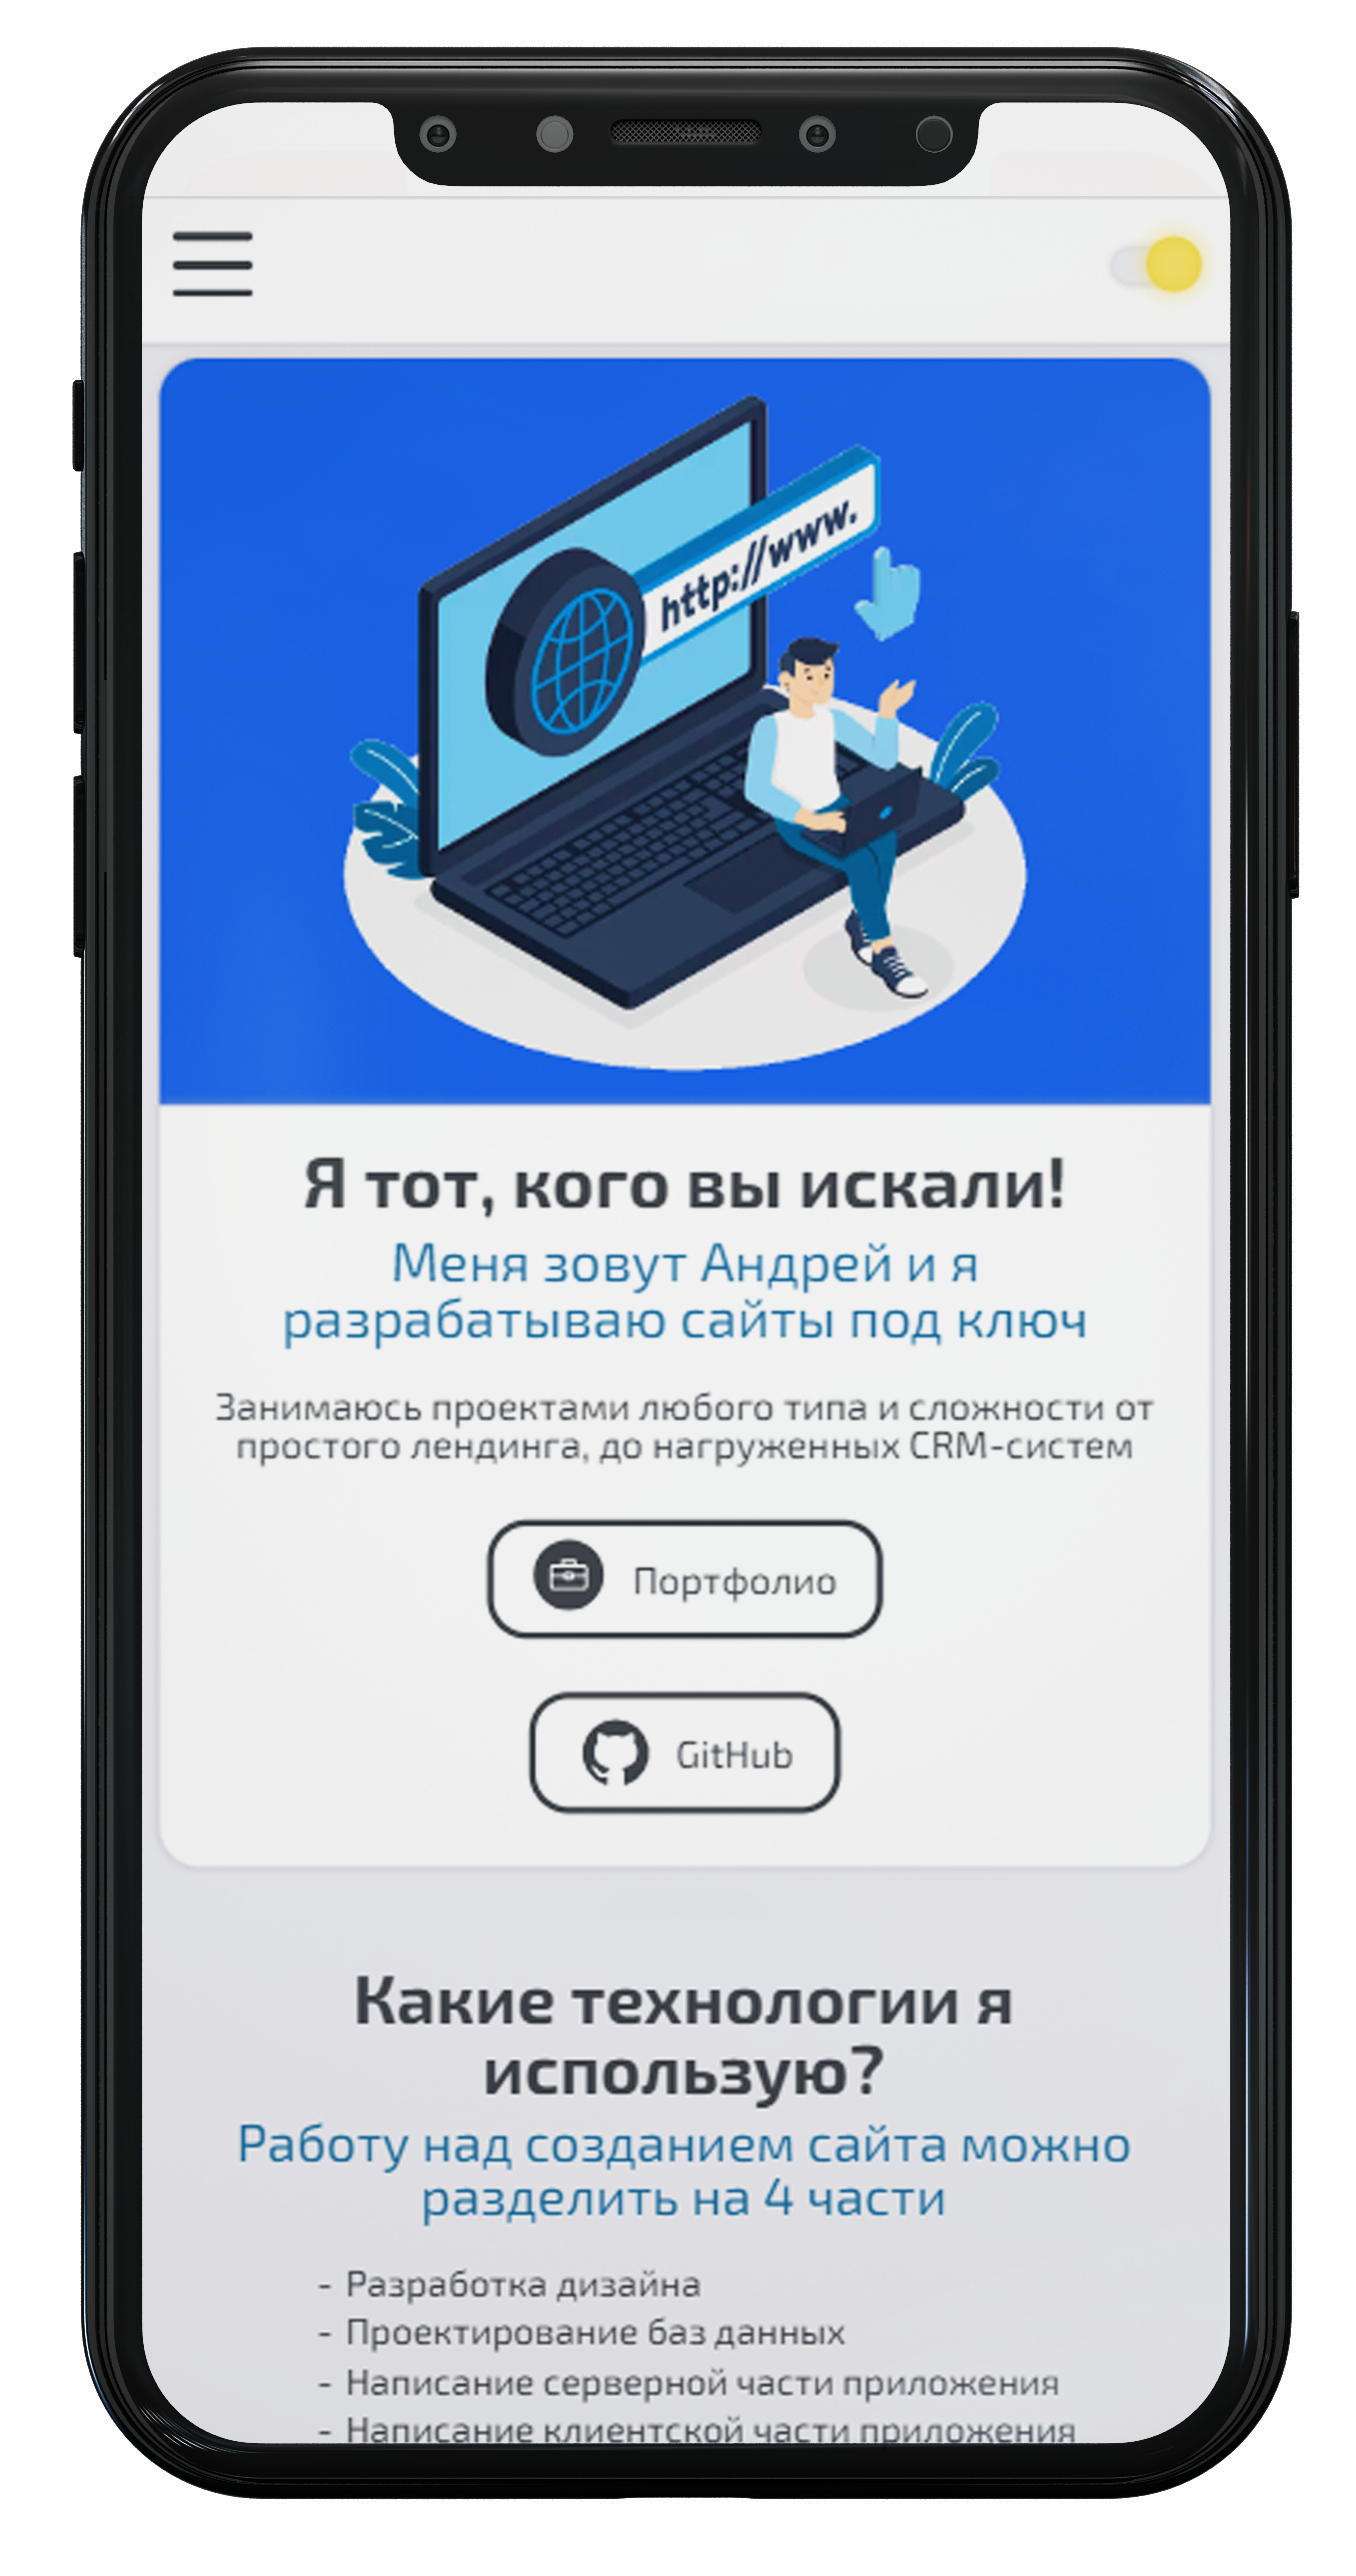 http://www.
Я тот, кого вы искали!
Меня зовут Андрей и я
разрабатываю сайты под ключ
Занимаюсь проектами любого типа и сложности от
простого лендинга, до нагруженных CRM-систем
Портфолио
GitHub
Какие технологии я
использую?
Работу над созданием сайта можно
разделить на 4 части
- Разработка дизайна
- Проектирование баз данных
- Написание серверной части приложения
- Написание клиентской части приложения